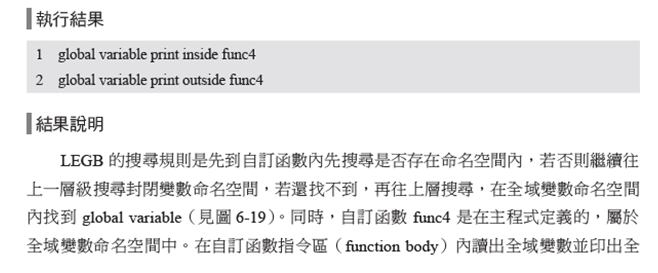 執行結果
1 global variable print inside func4
2 global variable print outside func4
結果說明
LEGB 的搜尋規則是先到自訂函數內先搜尋是否存在命名空間內，若否則繼續往
上一層級搜尋封閉變數命名空間，若還找不到，再往上層搜尋，在全域變數命名空間
內找到 global variable（見圖 6-19）。同時，自訂函數 func4 是在主程式定義的，屬於
全域變數命名空間中。在自訂函數指令區（function body）內讀出全域變數並印出全